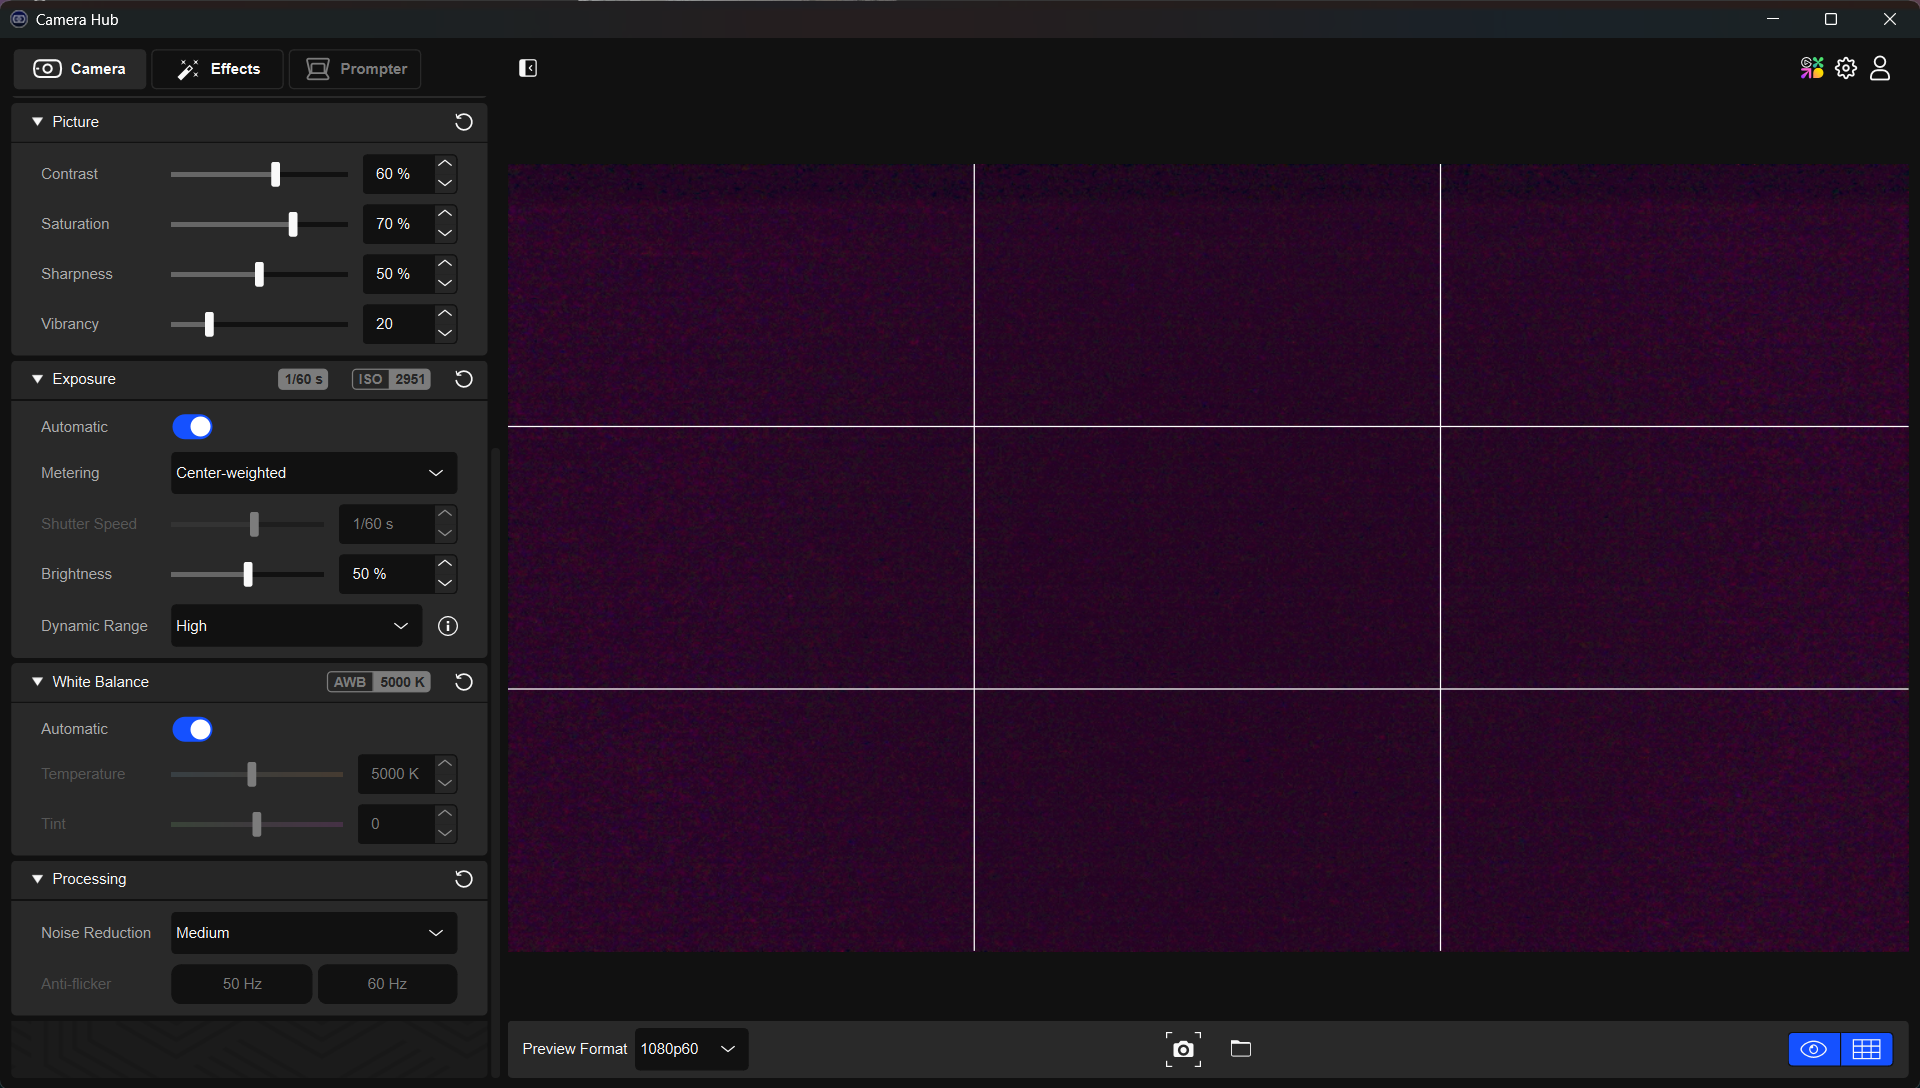 Camera Hub
Camera
Effects
Prompter
Picture
Contrast
60 %
Saturation
70 %
Sharpness
50 %
Vibrancy
20
Exposure
1/60 s
ISO 2951
Automatic
Metering
Center-weighted
Shutter Speed
1/60 s
Brightness
50 %
Dynamic Range
High
White Balance
AWB 5000 K
Automatic
Temperature
5000 K
Tint
0
Processing
Noise Reduction
Medium
Anti-flicker
50 Hz
60 Hz
Preview Format
1080p60